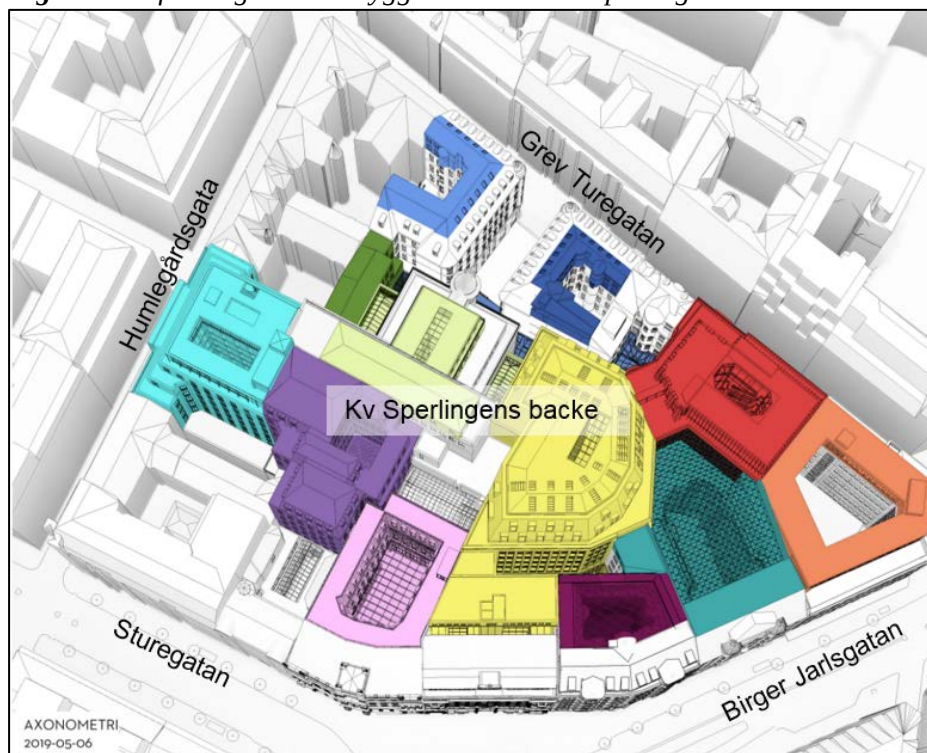 Grev Turegatan
Humlegårdsgata
Kv Sperlingens backe
Sturegatan
Birger Jarlsgatan
AXONOMETRI
2019-05-06